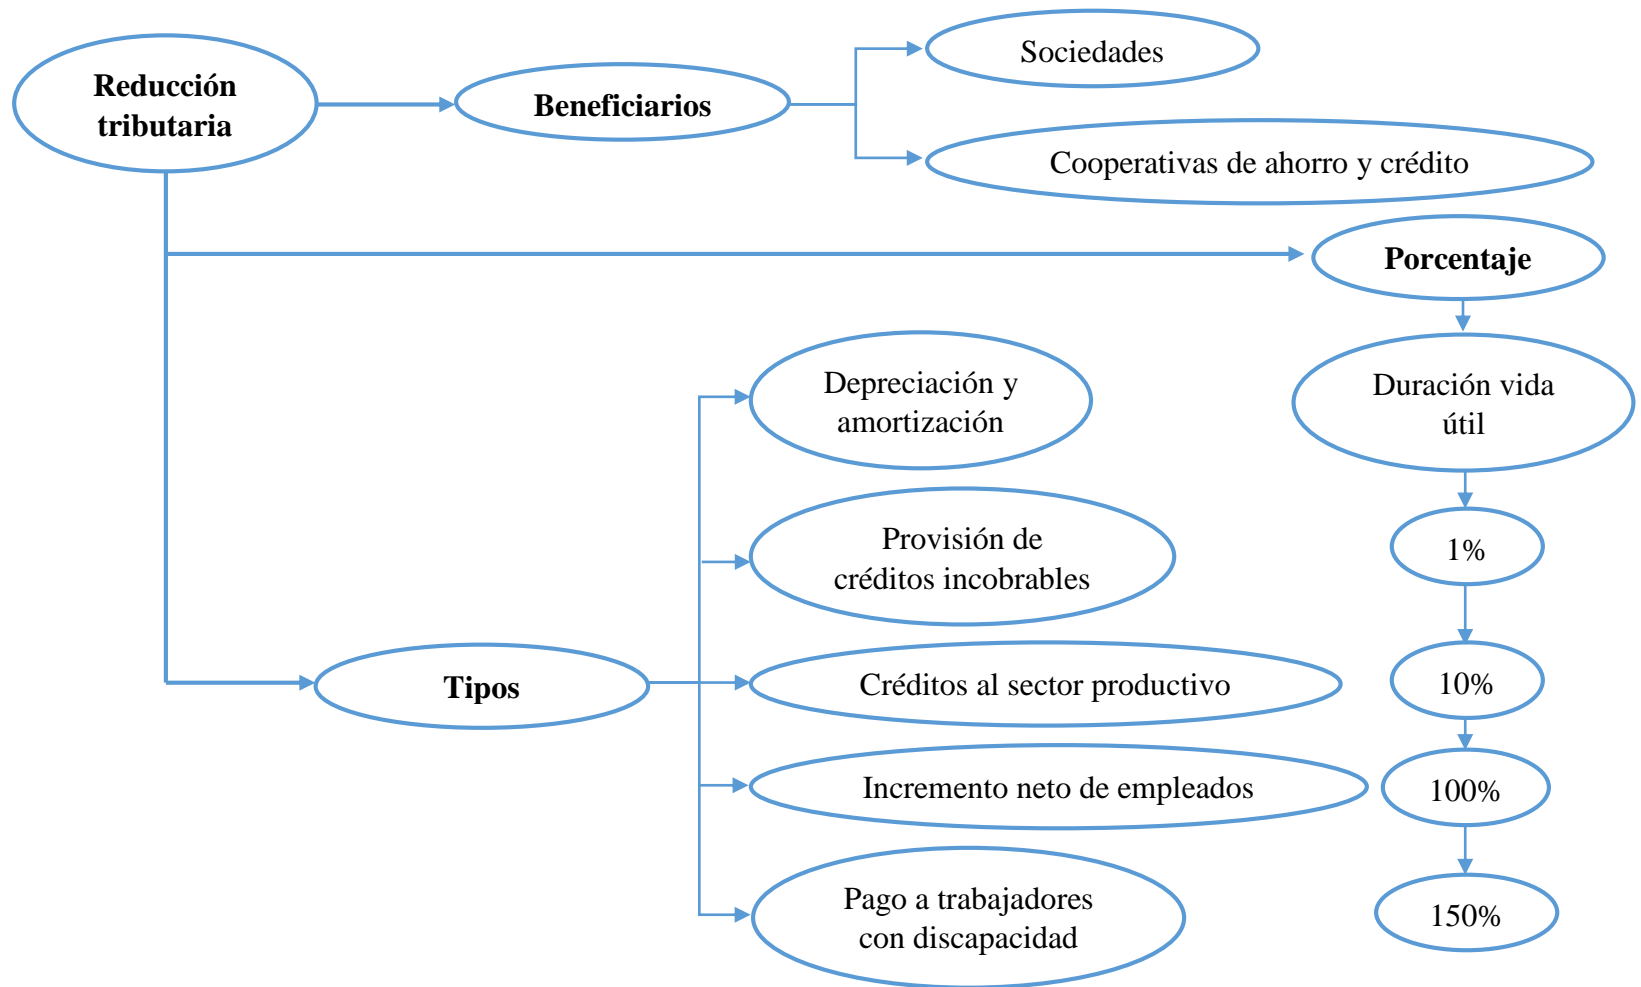 Reducción
tributaria
Beneficiarios
Sociedades
Cooperativas de ahorro y crédito
Porcentaje
Depreciación y
amortización
Duración vida
útil
Provisión de
créditos incobrables
1%
Tipos
Créditos al sector productivo
10%
Incremento neto de empleados
100%
Pago a trabajadores
con discapacidad
150%